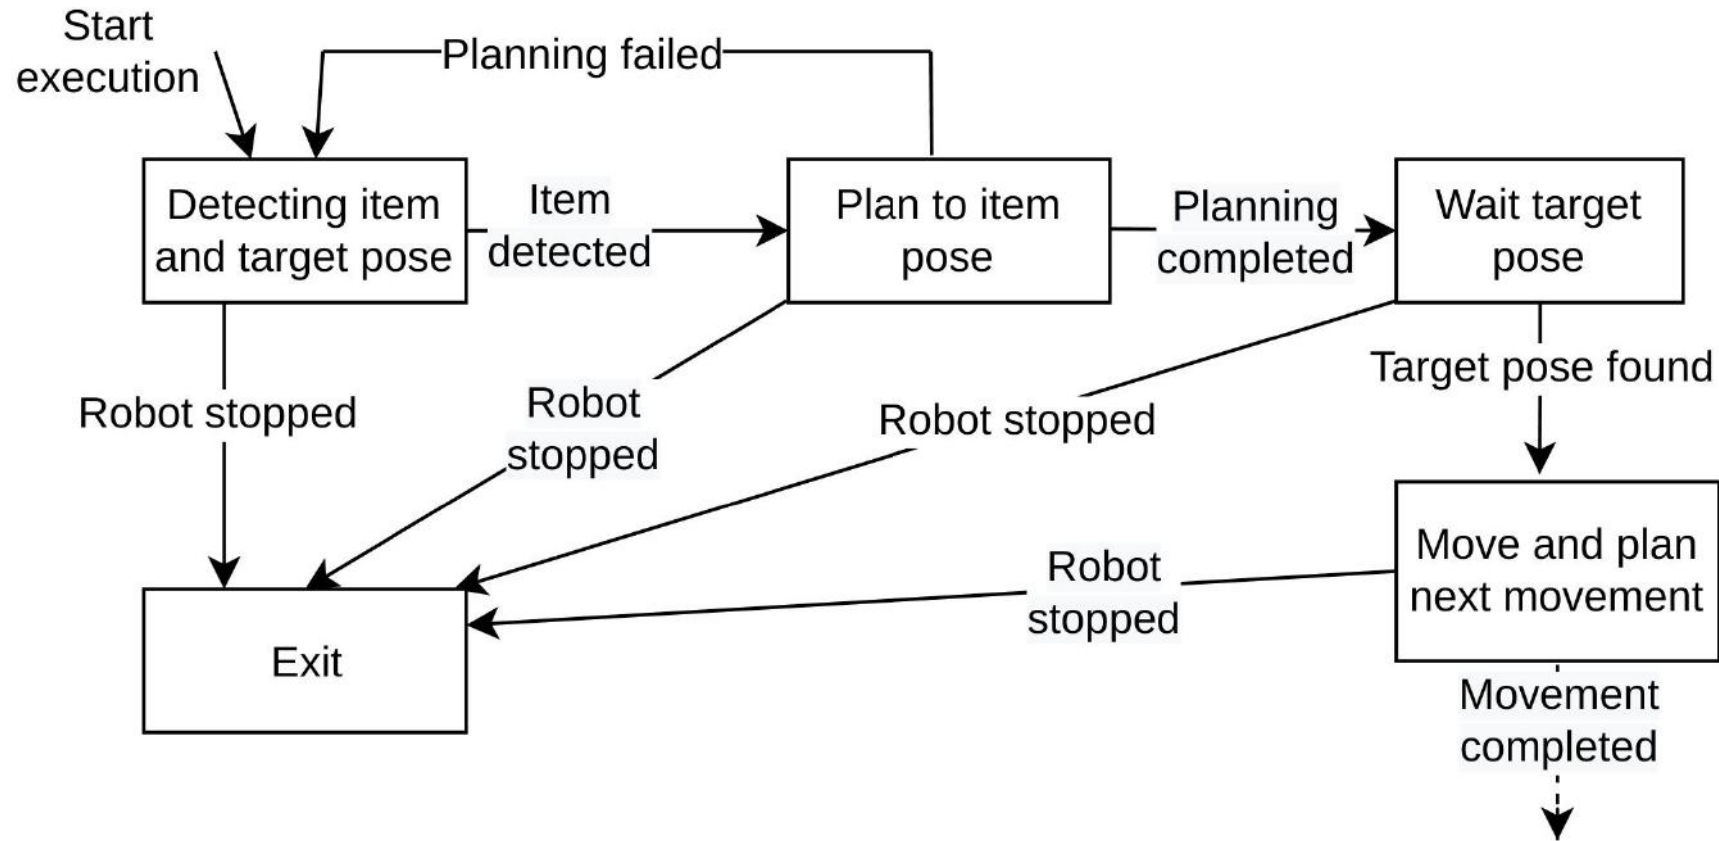 Start
execution
Planning failed
Detecting item
and target pose
Item
detected
Plan to item
pose
Planning
completed
Wait target
pose
Robot stopped
Robot
stopped
Robot stopped
Target pose found
Exit
Robot
stopped
Move and plan
next movement
Movement
completed